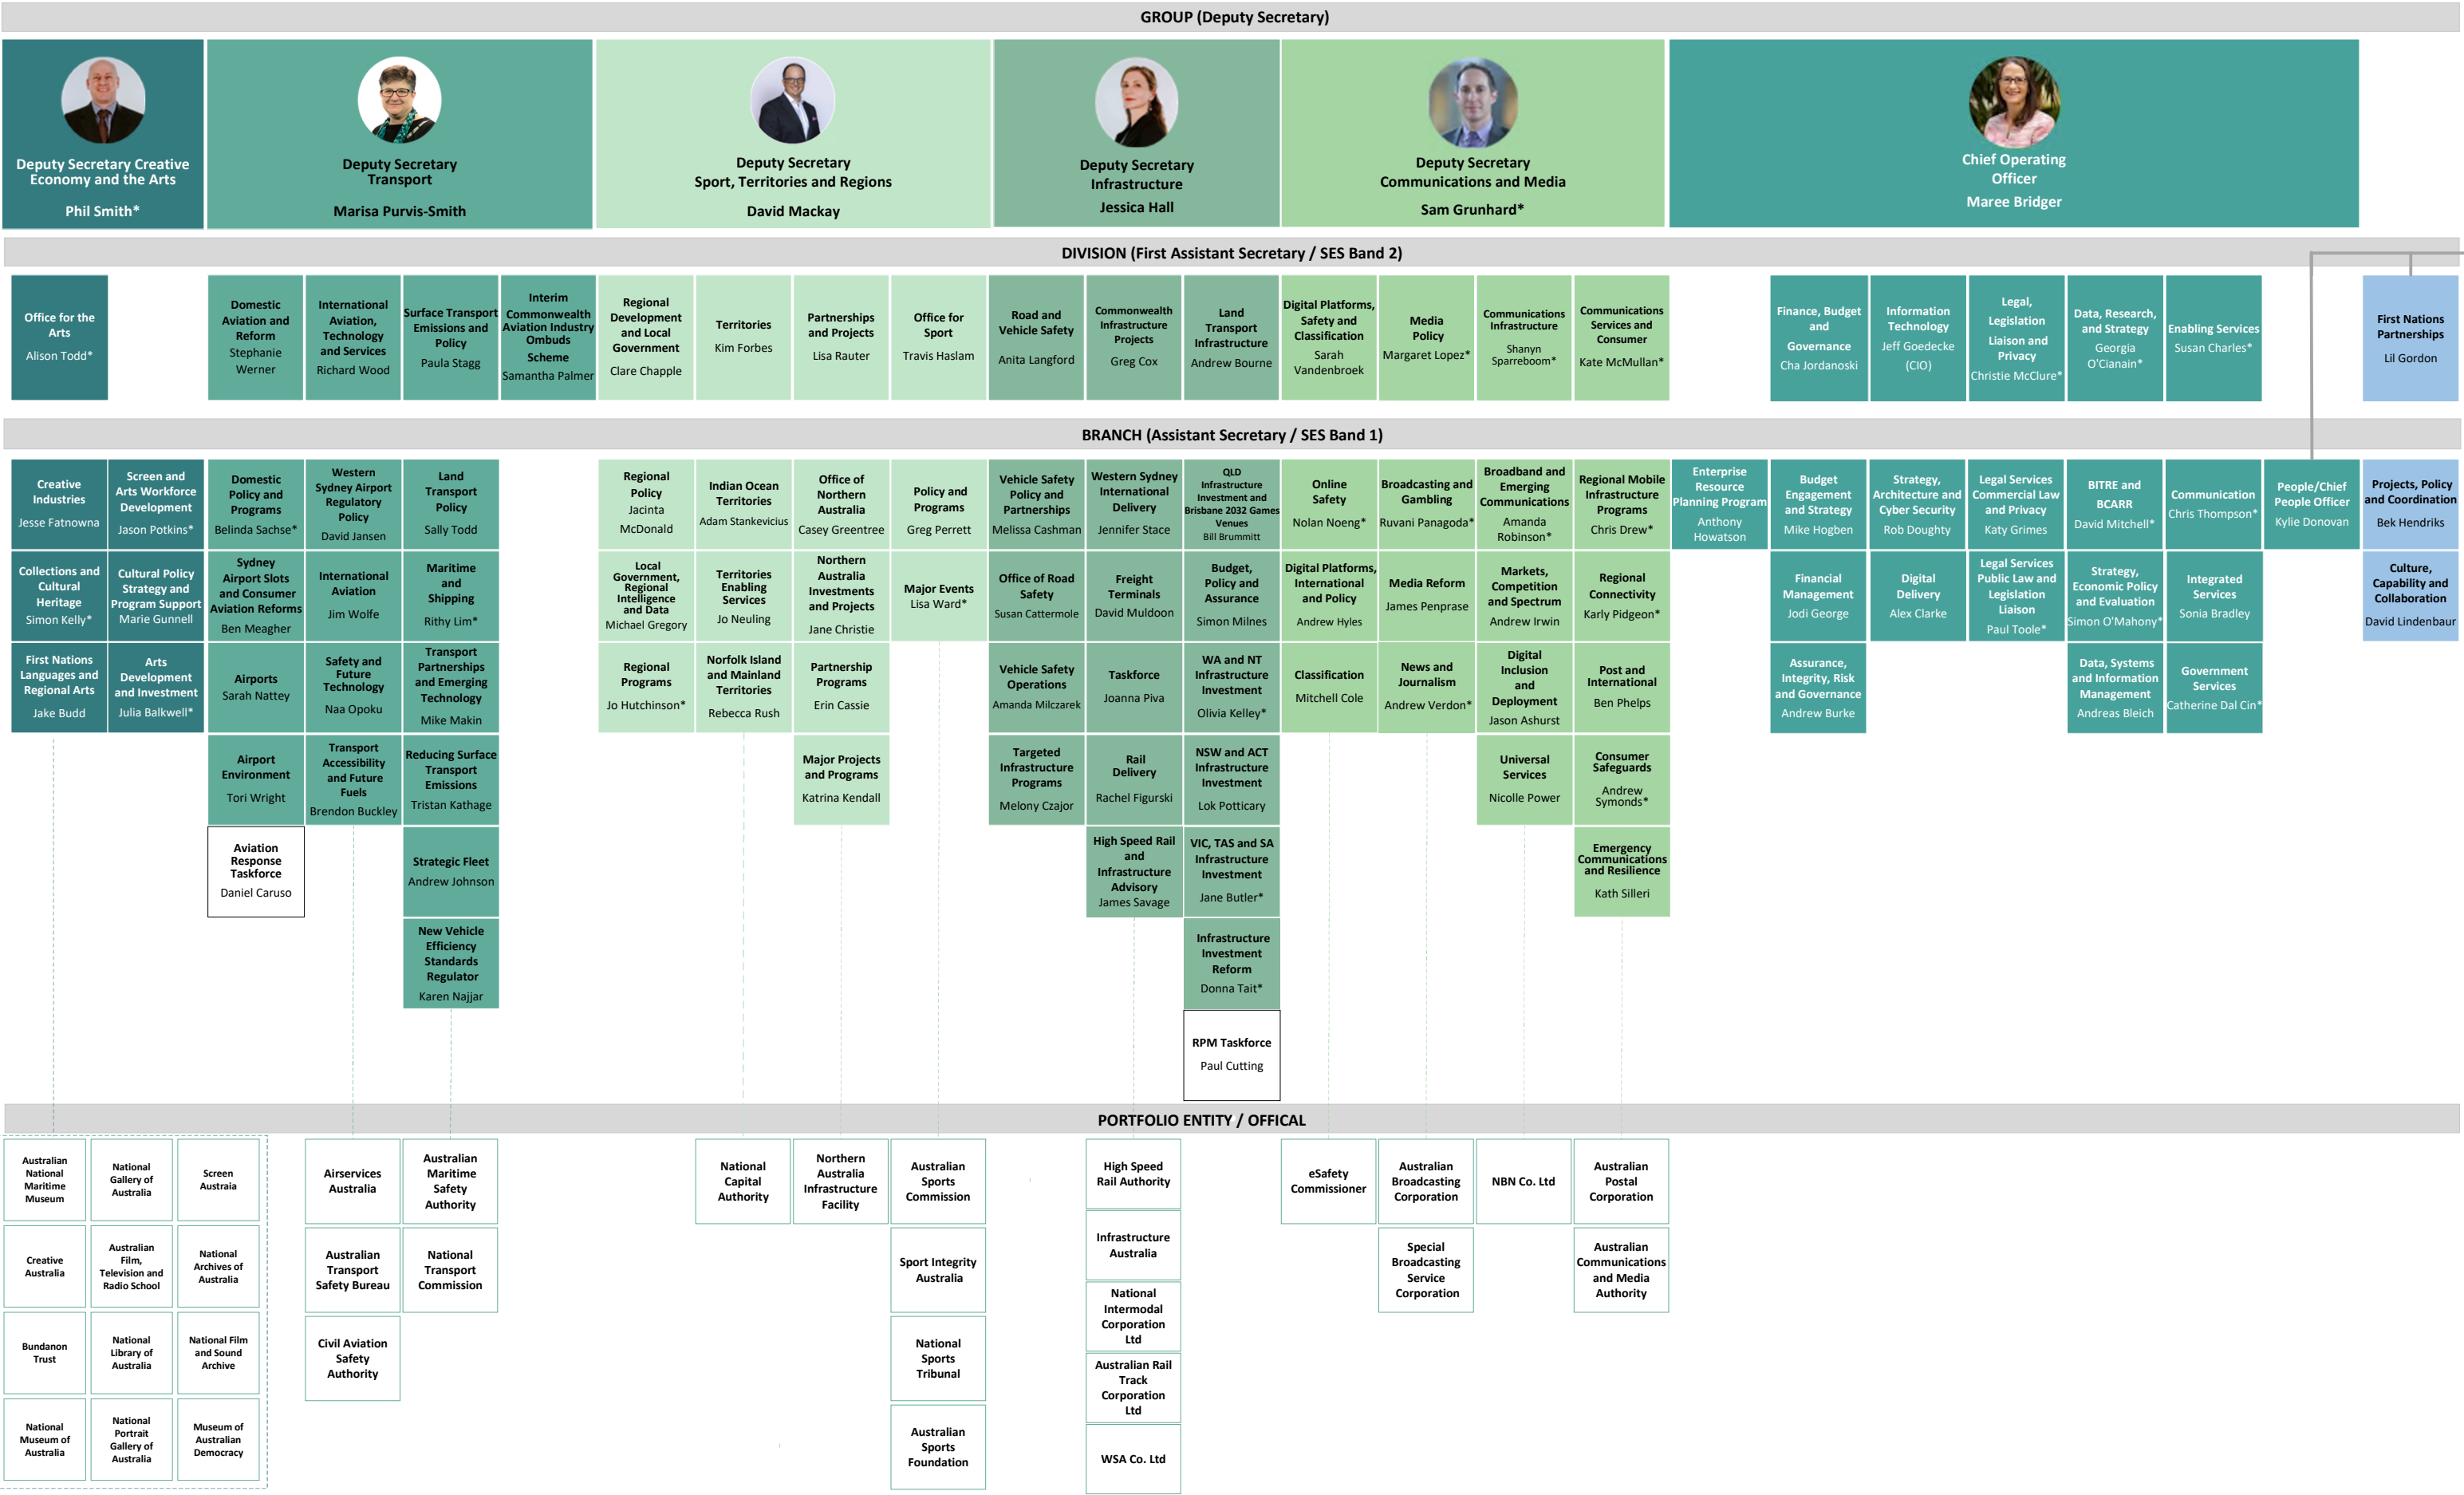 GROUP (Deputy Secretary)
Deputy Secretary Creative
Economy and the Arts
Phil Smith*
Deputy Secretary
Transport
Marisa Purvis-Smith
Deputy Secretary
Sport, Territories and Regions
David Mackay
Deputy Secretary
Infrastructure
Jessica Hall
Deputy Secretary
Communications and Media
Sam Grunhard*
Chief Operating
Officer
Maree Bridger
DIVISION (First Assistant Secretary / SES Band 2)
Office for the
Arts
Alison Todd*
Domestic
Aviation and
Reform
Stephanie
Werner
International
Aviation,
Technology
and Services
Richard Wood
Surface Transport
Emissions and
Policy
Paula Stagg
Interim
Commonwealth
Aviation Industry
Ombuds
Scheme
Samantha Palmer
Regional
Development
and Local
Government
Clare Chapple
Territories
Kim Forbes
Partnerships
and Projects
Lisa Rauter
Office for
Sport
Travis Haslam
Road and
Vehicle Safety
Anita Langford
Commonwealth
Infrastructure
Projects
Greg Cox
Land
Transport
Infrastructure
Andrew Bourne
Digital Platforms,
Safety and
Classification
Sarah
Vandenbroek
Media
Policy
Margaret Lopez*
Communications
Infrastructure
Shanyn
Sparreboom*
Communications
Services and
Consumer
Kate McMullan*
Finance, Budget
and
Governance
Cha Jordanoski
Information
Technology
Jeff Goedecke
(CIO)
Legal,
Legislation
Liaison and
Privacy
Christie McClure*
Data, Research,
and Strategy
Georgia
O'Cianain*
Enabling Services
Susan Charles*
First Nations
Partnerships
Lil Gordon
BRANCH (Assistant Secretary / SES Band 1)
Creative
Industries
Jesse Fatnowna
Screen and
Arts Workforce
Development
Jason Potkins*
Domestic
Policy and
Programs
Belinda Sachse*
Western
Sydney Airport
Regulatory
Policy
David Jansen
Land
Transport
Policy
Sally Todd
Regional
Policy
Jacinta
McDonald
Indian Ocean
Territories
Adam Stankevicius
Office of
Northern
Australia
Casey Greentree
Policy and
Programs
Greg Perrett
Vehicle Safety
Policy and
Partnerships
Melissa Cashman
Western Sydney
International
Delivery
Jennifer Stace
QLD
Infrastructure
Investment and
Brisbane 2032 Games
Venues
Bill Brummitt
Online
Safety
Nolan Noeng*
Broadcasting and
Gambling
Ruvani Panagoda*
Broadband and
Emerging
Communications
Amanda
Robinson*
Regional Mobile
Infrastructure
Programs
Chris Drew*
Enterprise
Resource
Planning Program
Anthony
Howatson
Budget
Engagement
and Strategy
Mike Hogben
Strategy,
Architecture and
Cyber Security
Rob Doughty
Legal Services
Commercial Law
and Privacy
Katy Grimes
BITRE and
BCARR
David Mitchell*
Communication
Chris Thompson*
People/Chief
People Officer
Kylie Donovan
Projects, Policy
and Coordination
Bek Hendriks
Collections and
Cultural
Heritage
Simon Kelly*
Cultural Policy
Strategy and
Program Support
Marie Gunnell
Sydney
Airport Slots
and Consumer
Aviation Reforms
Ben Meagher
International
Aviation
Jim Wolfe
Maritime
and
Shipping
Rithy Lim*
Local
Government,
Regional
Intelligence
and Data
Michael Gregory
Territories
Enabling
Services
Jo Neuling
Northern
Australia
Investments
and Projects
Jane Christie
Major Events
Lisa Ward*
Office of Road
Safety
Susan Cattermole
Freight
Terminals
David Muldoon
Budget,
Policy and
Assurance
Simon Milnes
Digital Platforms,
International
and Policy
Andrew Hyles
Media Reform
James Penprase
Markets,
Competition
and Spectrum
Andrew Irwin
Regional
Connectivity
Karly Pidgeon*
Financial
Management
Jodi George
Digital
Delivery
Alex Clarke
Legal Services
Public Law and
Legislation
Liaison
Paul Toole*
Strategy,
Economic Policy
and Evaluation
Simon O'Mahony*
Integrated
Services
Sonia Bradley
Culture,
Capability and
Collaboration
David Lindenbaur
First Nations
Languages and
Regional Arts
Jake Budd
Arts
Development
and Investment
Julia Balkwell*
Airports
Sarah Nattey
Safety and
Future
Technology
Naa Opoku
Transport
Partnerships
and Emerging
Technology
Mike Makin
Regional
Programs
Jo Hutchinson*
Norfolk Island
and Mainland
Territories
Rebecca Rush
Partnership
Programs
Erin Cassie
Vehicle Safety
Operations
Amanda Milczarek
Taskforce
Joanna Piva
WA and NT
Infrastructure
Investment
Olivia Kelley*
Classification
Mitchell Cole
News and
Journalism
Andrew Verdon*
Digital
Inclusion
and
Deployment
Jason Ashurst
Post and
International
Ben Phelps
Assurance,
Integrity, Risk
and Governance
Andrew Burke
Data, Systems
and Information
Management
Andreas Bleich
Government
Services
Catherine Dal Cin*
Airport
Environment
Tori Wright
Transport
Accessibility
and Future
Fuels
Brendon Buckley
Reducing Surface
Transport
Emissions
Tristan Kathage
Major Projects
and Programs
Katrina Kendall
Targeted
Infrastructure
Programs
Melony Czajor
Rail
Delivery
Rachel Figurski
NSW and ACT
Infrastructure
Investment
Lok Potticary
Universal
Services
Nicolle Power
Consumer
Safeguards
Andrew
Symonds*
Aviation
Response
Taskforce
Daniel Caruso
Strategic Fleet
Andrew Johnson
High Speed Rail
and
Infrastructure
Advisory
James Savage
VIC, TAS and SA
Infrastructure
Investment
Jane Butler*
Emergency
Communications
and Resilience
Kath Silleri
New Vehicle
Efficiency
Standards
Regulator
Karen Najjar
Infrastructure
Investment
Reform
Donna Tait*
RPM Taskforce
Paul Cutting
PORTFOLIO ENTITY / OFFICAL
Australian
National
Maritime
Museum
National
Gallery of
Australia
Screen
Austraia
Airservices
Australia
Australian
Maritime
Safety
Authority
National
Capital
Authority
Northern
Australia
Infrastructure
Facility
Australian
Sports
Commission
High Speed
Rail Authority
eSafety
Commissioner
Australian
Broadcasting
Corporation
NBN Co. Ltd
Australian
Postal
Corporation
Creative
Australia
Australian
Film,
Television and
Radio School
National
Archives of
Australia
Australian
Transport
Safety Bureau
National
Transport
Commission
Sport Integrity
Australia
Infrastructure
Australia
Special
Broadcasting
Service
Corporation
Australian
Communications
and Media
Authority
Bundanon
Trust
National
Library of
Australia
National Film
and Sound
Archive
Civil Aviation
Safety
Authority
National
Sports
Tribunal
National
Intermodal
Corporation
Ltd
Australian Rail
Track
Corporation
Ltd
National
Museum of
Australia
National
Portrait
Gallery of
Australia
Museum of
Australian
Democracy
Australian
Sports
Foundation
WSA Co. Ltd